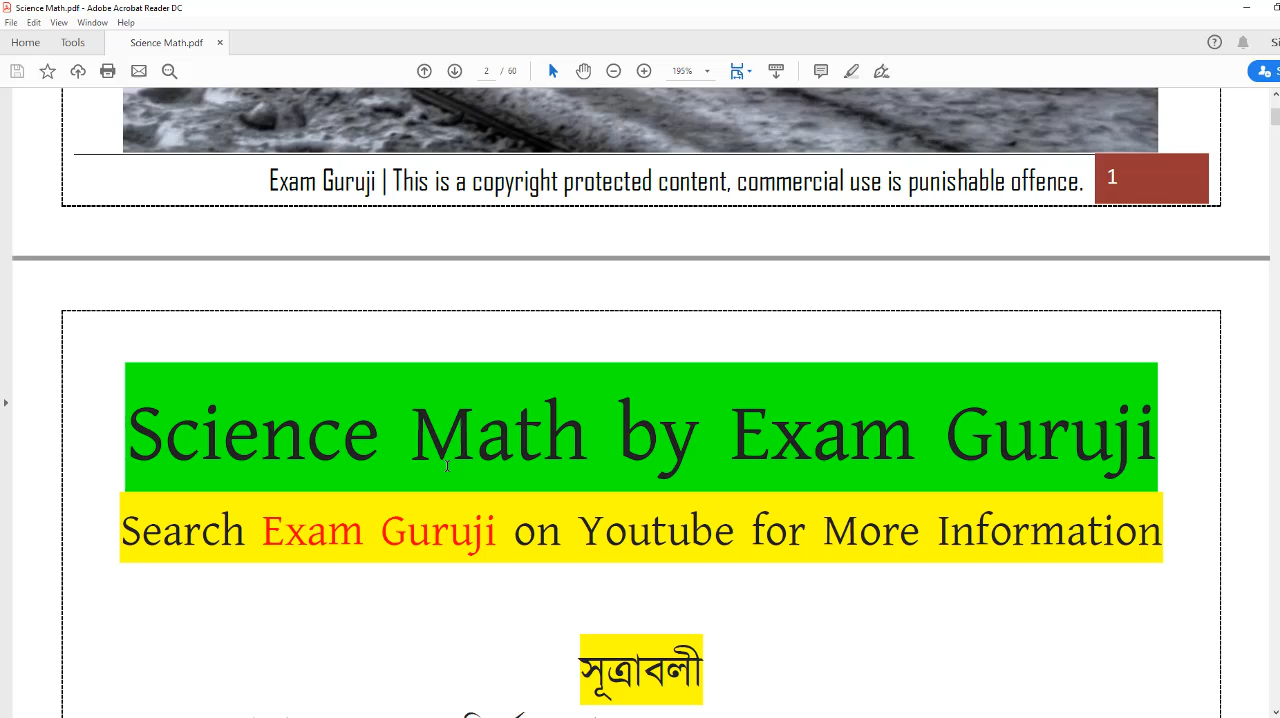 Science Math.pdf - Adobe Acrobat Reader DC
File Edit View Window Help
Home Tools Science Math.pdf ×
2 / 60 195%
Exam Guruji | This is a copyright protected content, commercial use is punishable offence. 1
Science Math by Exam Guruji
Search Exam Guruji on Youtube for More Information
সূত্রাবলী